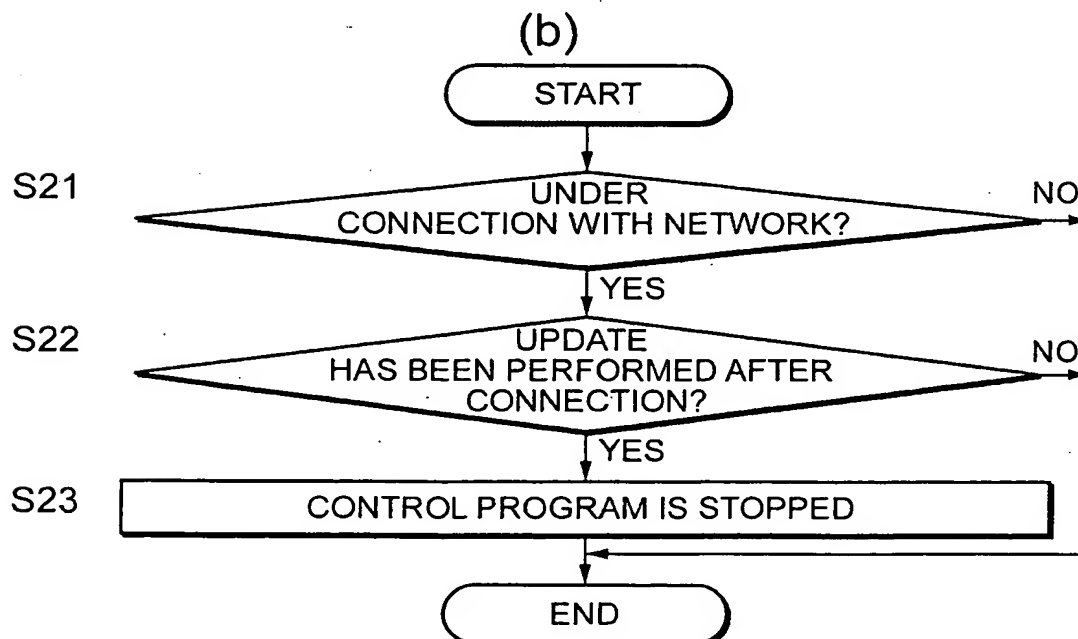 (b)
START
S21
UNDER
CONNECTION WITH NETWORK?
NO
YES
S22
UPDATE
HAS BEEN PERFORMED AFTER
CONNECTION?
NO
YES
S23
CONTROL PROGRAM IS STOPPED
END